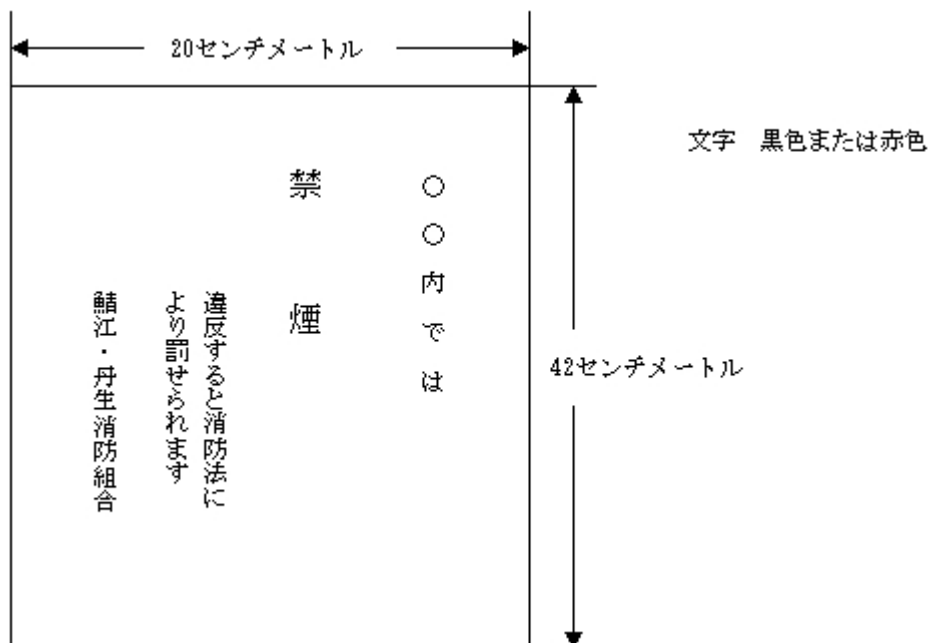 20センチメートル
文字 黒色または赤色
○○内では
禁煙
違反すると消防法に
より罰せられます
鯖江・丹生消防組合
42センチメートル